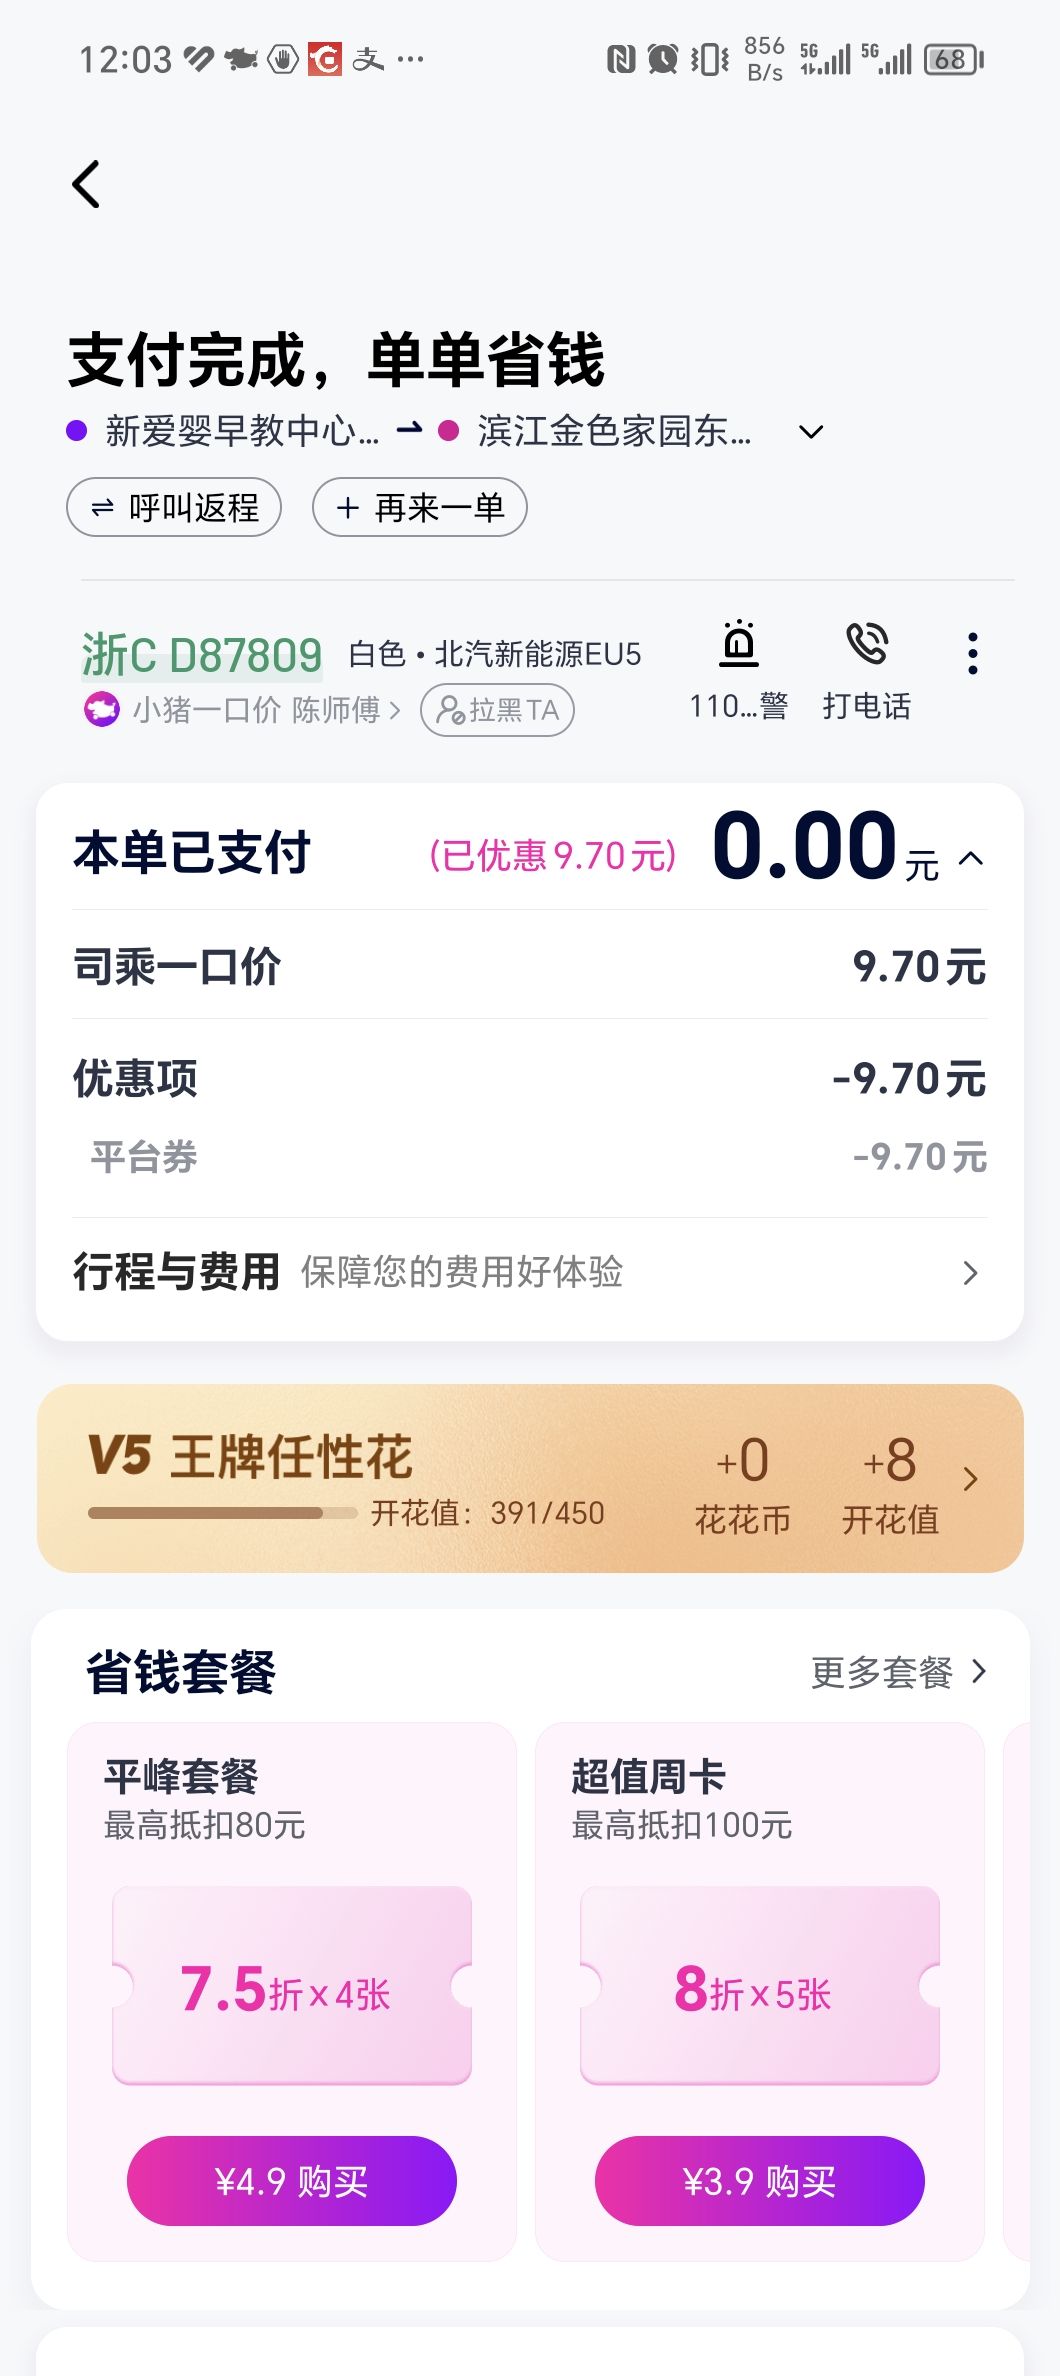 12:03 支 ··· 856 B/s 5G 5G 68
支付完成，单单省钱
新爱婴早教中心... 滨江金色家园东...
呼叫返程 + 再来一单
浙C D87809 白色 • 北汽新能源EU5
小猪一口价 陈师傅 拉黑TA 110...警 打电话
本单已支付 (已优惠9.70元) 0.00元
司乘一口价 9.70元
优惠项 -9.70元
平台券 -9.70元
行程与费用 保障您的费用好体验
V5 王牌任性花 +0 +8
开花值：391/450 花花币 开花值
省钱套餐 更多套餐
平峰套餐 超值周卡
最高抵扣80元 最高抵扣100元
7.5折x4张 8折x5张
¥4.9 购买 ¥3.9 购买